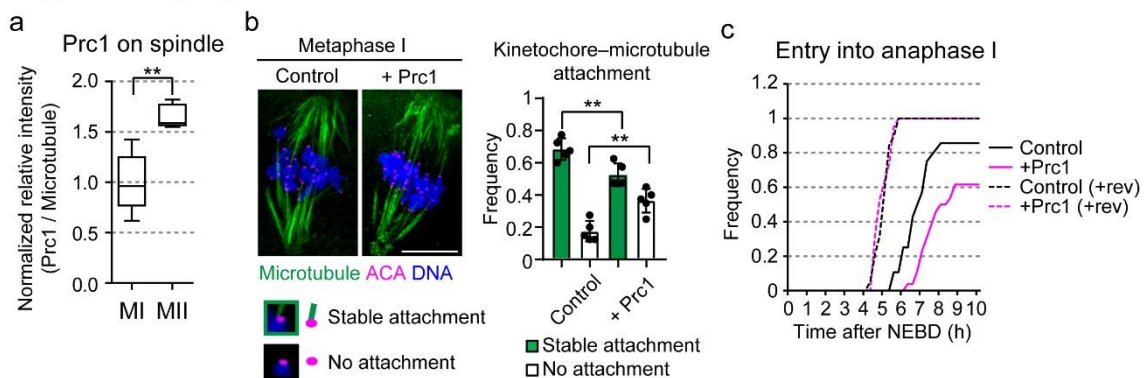 a
Prc1 on spindle
**
2.0
1.5
1.0
0.5
0
Normalized relative intensity
(Prc1 / Microtubule)
MI MII
b
Metaphase I
Control + Prc1
Microtubule ACA DNA
Stable attachment
No attachment
Kinetochore–microtubule
attachment
**
**
1
0.8
0.6
0.4
0.2
0
Frequency
Control
+ Prc1
Stable attachment
No attachment
c
Entry into anaphase I
1.2
1
0.8
0.6
0.4
0.2
0
Frequency
0 1 2 3 4 5 6 7 8 9 10
Time after NEBD (h)
Control
+Prc1
Control (+rev)
+Prc1 (+rev)